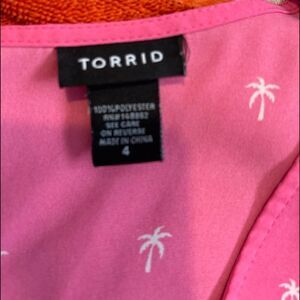 TORRID
100%POLYESTER
RN#148882
SEE CARE
ON REVERSE
MADE IN CHINA
4